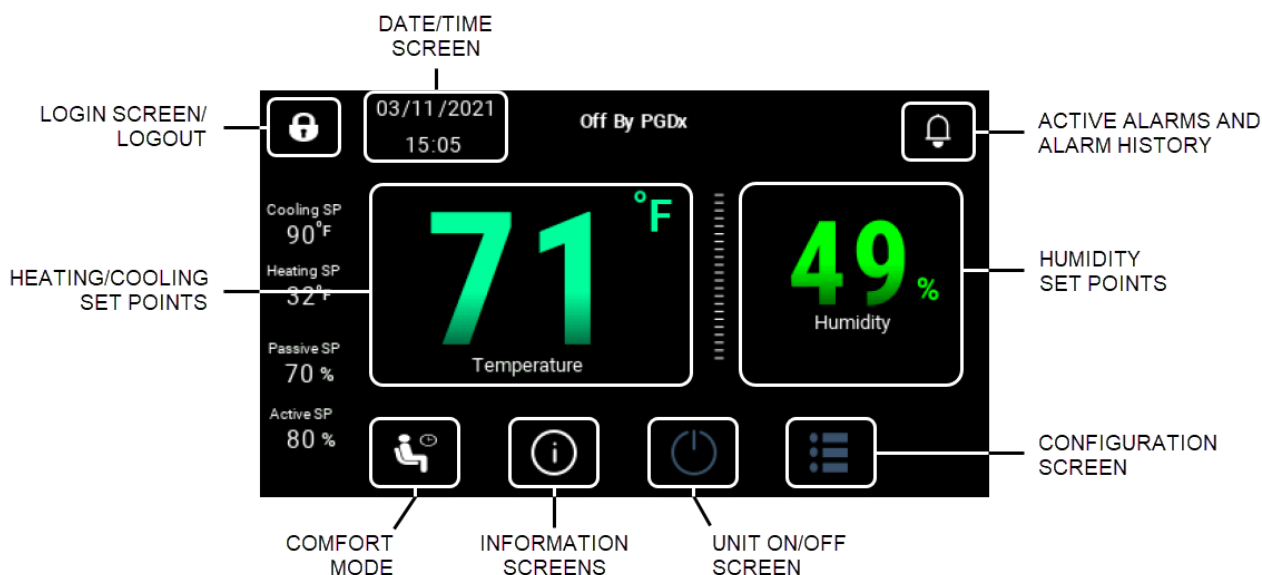 DATE/TIME
SCREEN
LOGIN SCREEN/
LOGOUT
03/11/2021
15:05
Off By PGDx
ACTIVE ALARMS AND
ALARM HISTORY
Cooling SP
90°F
Heating SP
32°F
Passive SP
70 %
Active SP
80 %
HEATING/COOLING
SET POINTS
71 °F
Temperature
49 %
Humidity
HUMIDITY
SET POINTS
CONFIGURATION
SCREEN
COMFORT
MODE
INFORMATION
SCREENS
UNIT ON/OFF
SCREEN